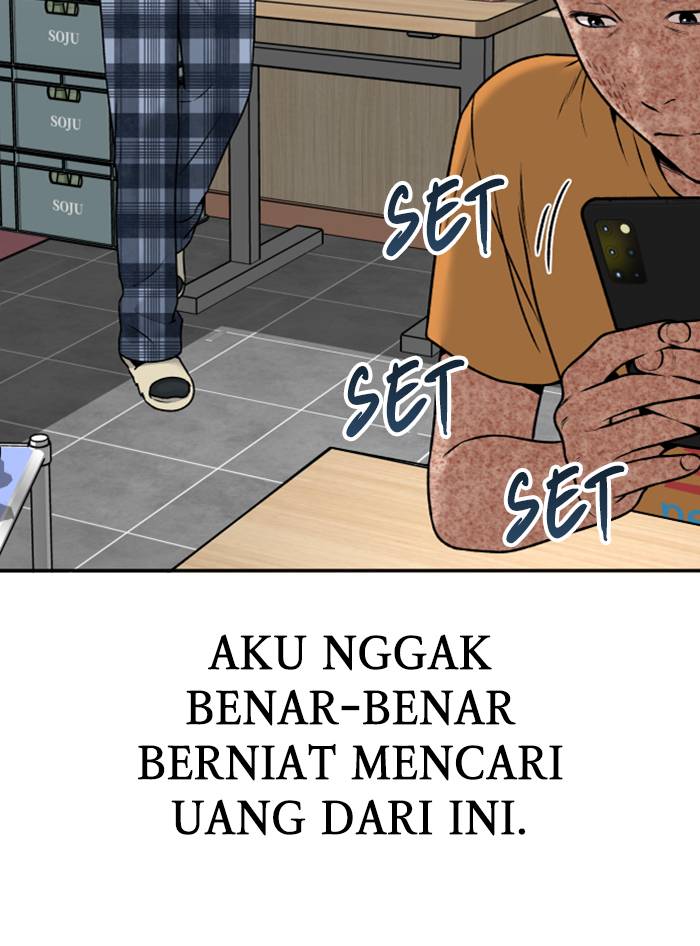 SOJU
SOJU
SOJU
SET
SET
SET
AKU NGGAK
BENAR-BENAR
BERNIAT MENCARI
UANG DARI INI.